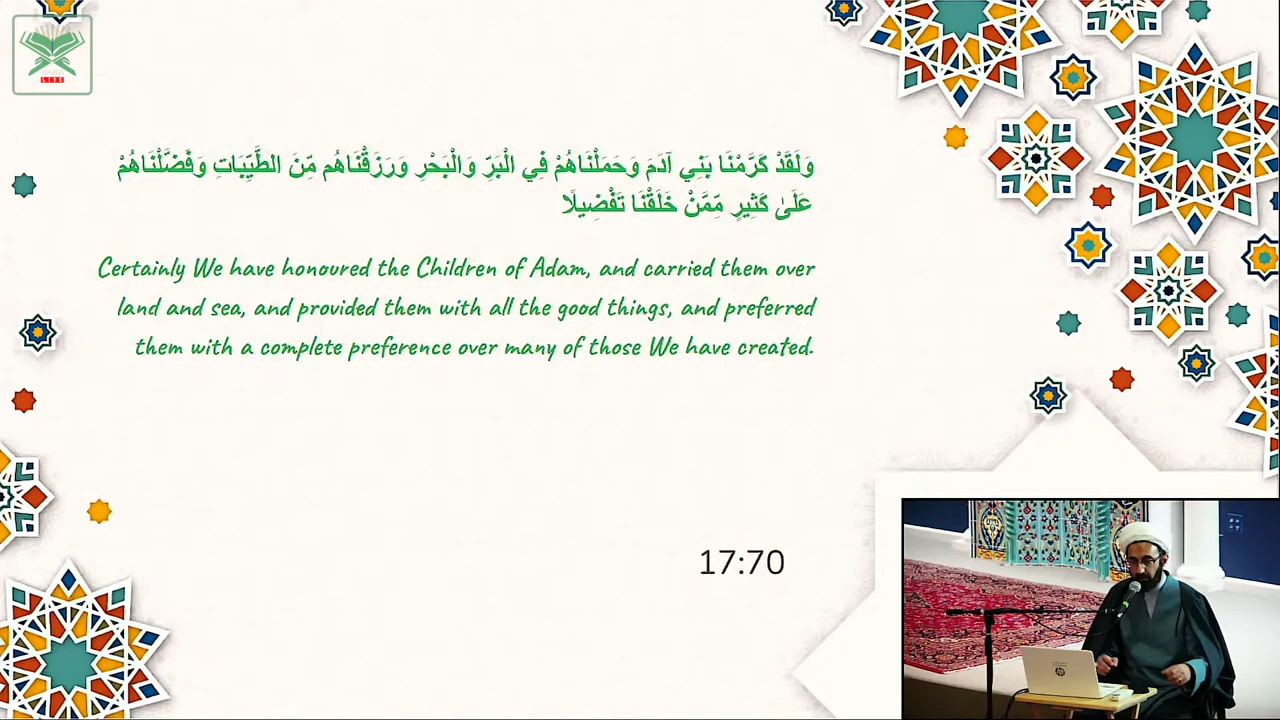 LIVE
وَلَقَدْ كَرَّمْنَا بَنِي آدَمَ وَحَمَلْنَاهُمْ فِي الْبَرِّ وَالْبَحْرِ وَرَزَقْنَاهُم مِّنَ الطَّيِّبَاتِ وَفَضَّلْنَاهُمْ
عَلَىٰ كَثِيرٍ مِّمَّنْ خَلَقْنَا تَفْضِيلًا
Certainly We have honoured the Children of Adam, and carried them over
land and sea, and provided them with all the good things, and preferred
them with a complete preference over many of those We have created.
17:70
hp